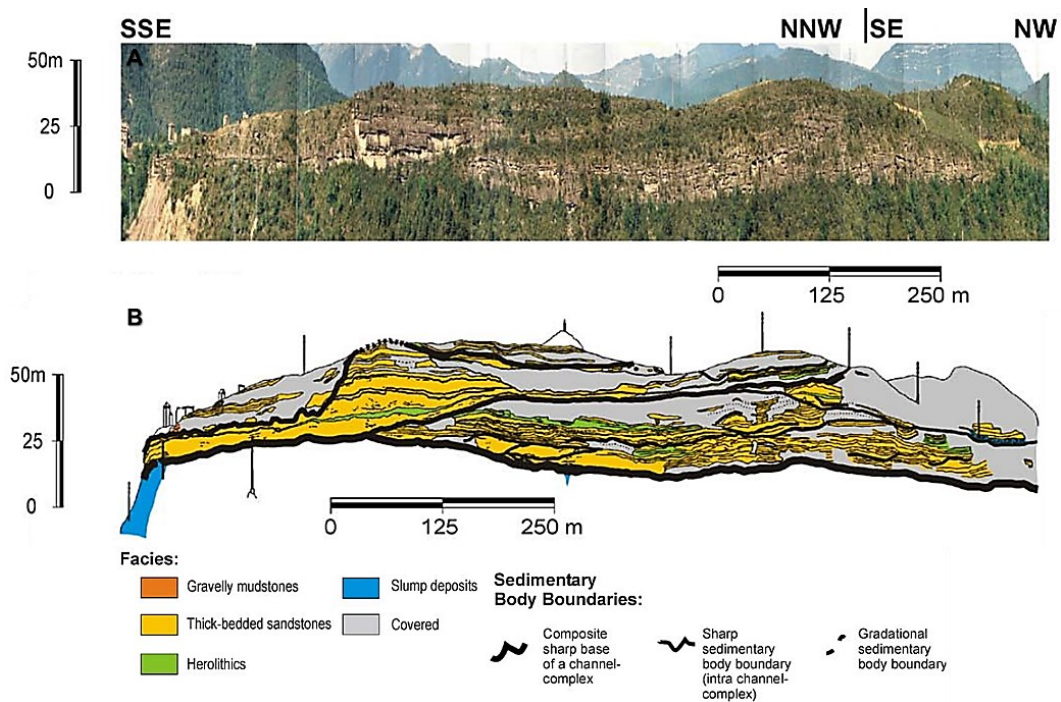 SSE NNW SE NW
A
50m
25
0
0 125 250 m
B
50m
25
0
0 125 250 m
Facies:
Gravelly mudstones
Thick-bedded sandstones
Herolithics
Slump deposits
Covered
Sedimentary
Body Boundaries:
Composite
sharp base
of a channel-
complex
Sharp
sedimentary
body boundary
(intra channel-
complex)
Gradational
sedimentary
body boundary